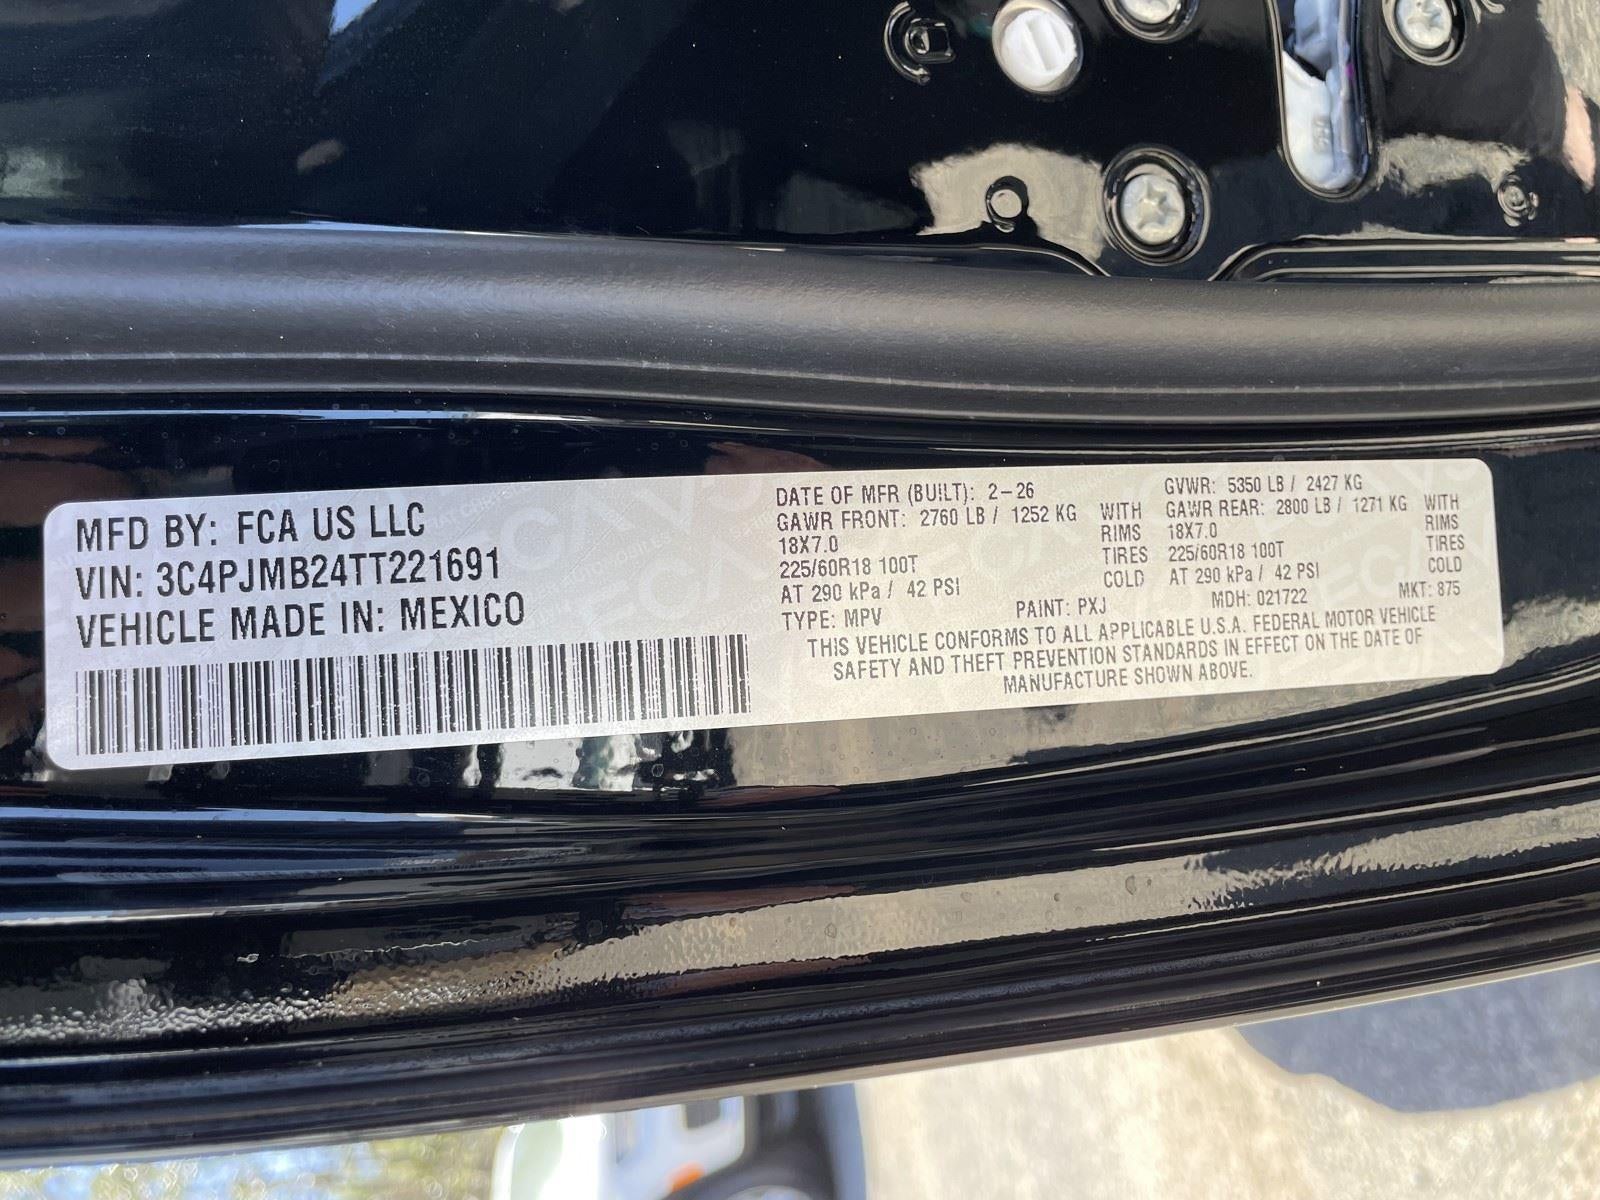 MFD BY: FCA US LLC
VIN: 3C4PJMB24TT221691
VEHICLE MADE IN: MEXICO
DATE OF MFR (BUILT): 2-26 GVWR: 5350 LB / 2427 KG
GAWR FRONT: 2760 LB / 1252 KG WITH GAWR REAR: 2800 LB / 1271 KG WITH
18X7.0 RIMS 18X7.0 RIMS
225/60R18 100T TIRES 225/60R18 100T TIRES
AT 290 kPa / 42 PSI COLD AT 290 kPa / 42 PSI COLD
TYPE: MPV PAINT: PXJ MDH: 021722 MKT: 875
THIS VEHICLE CONFORMS TO ALL APPLICABLE U.S.A. FEDERAL MOTOR VEHICLE
SAFETY AND THEFT PREVENTION STANDARDS IN EFFECT ON THE DATE OF
MANUFACTURE SHOWN ABOVE.